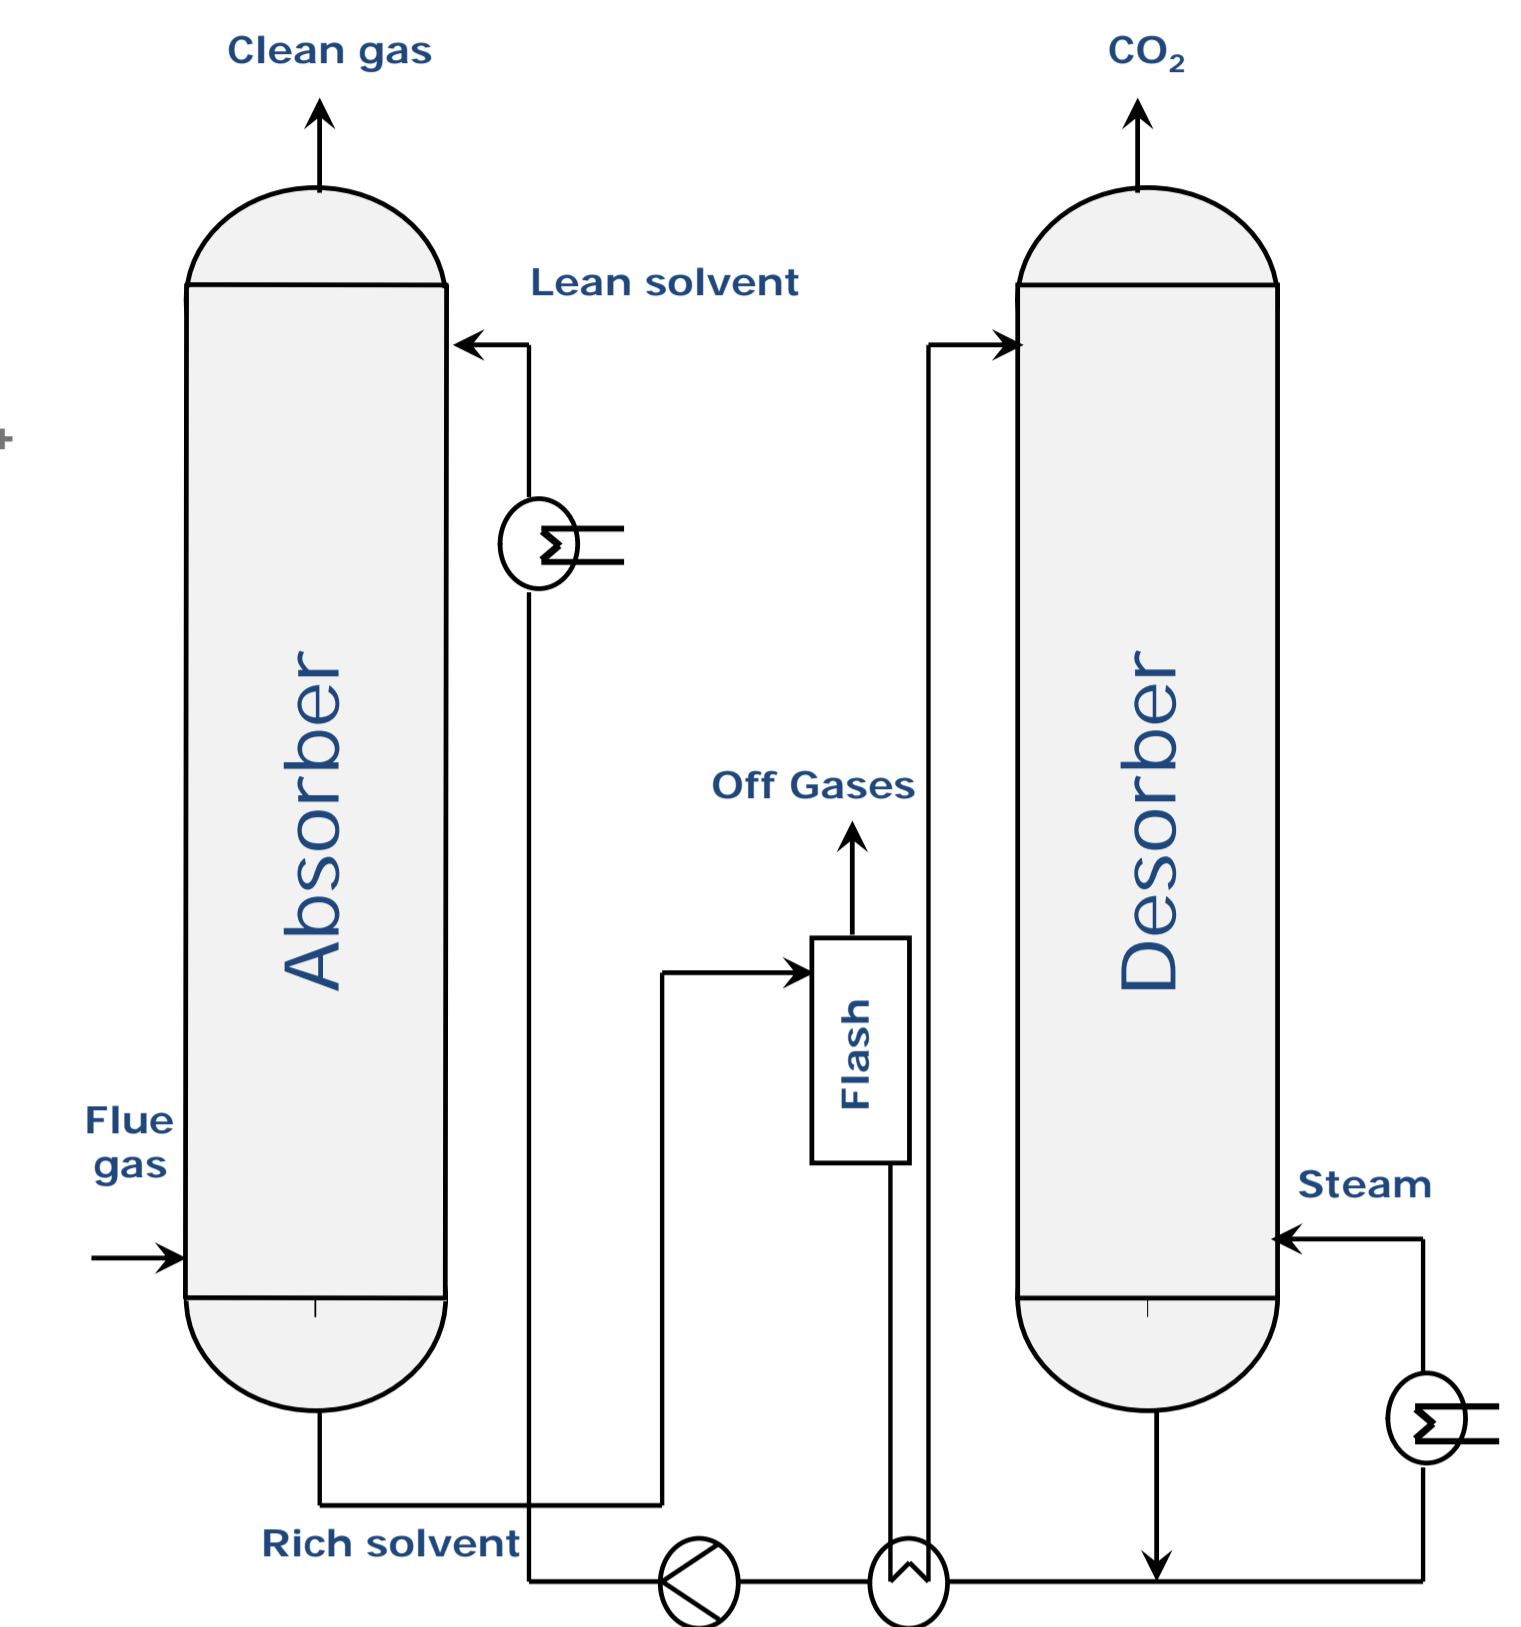 Clean gas
CO₂
Lean solvent
Absorber
Desorber
Off Gases
Flash
Flue
gas
Steam
Rich solvent